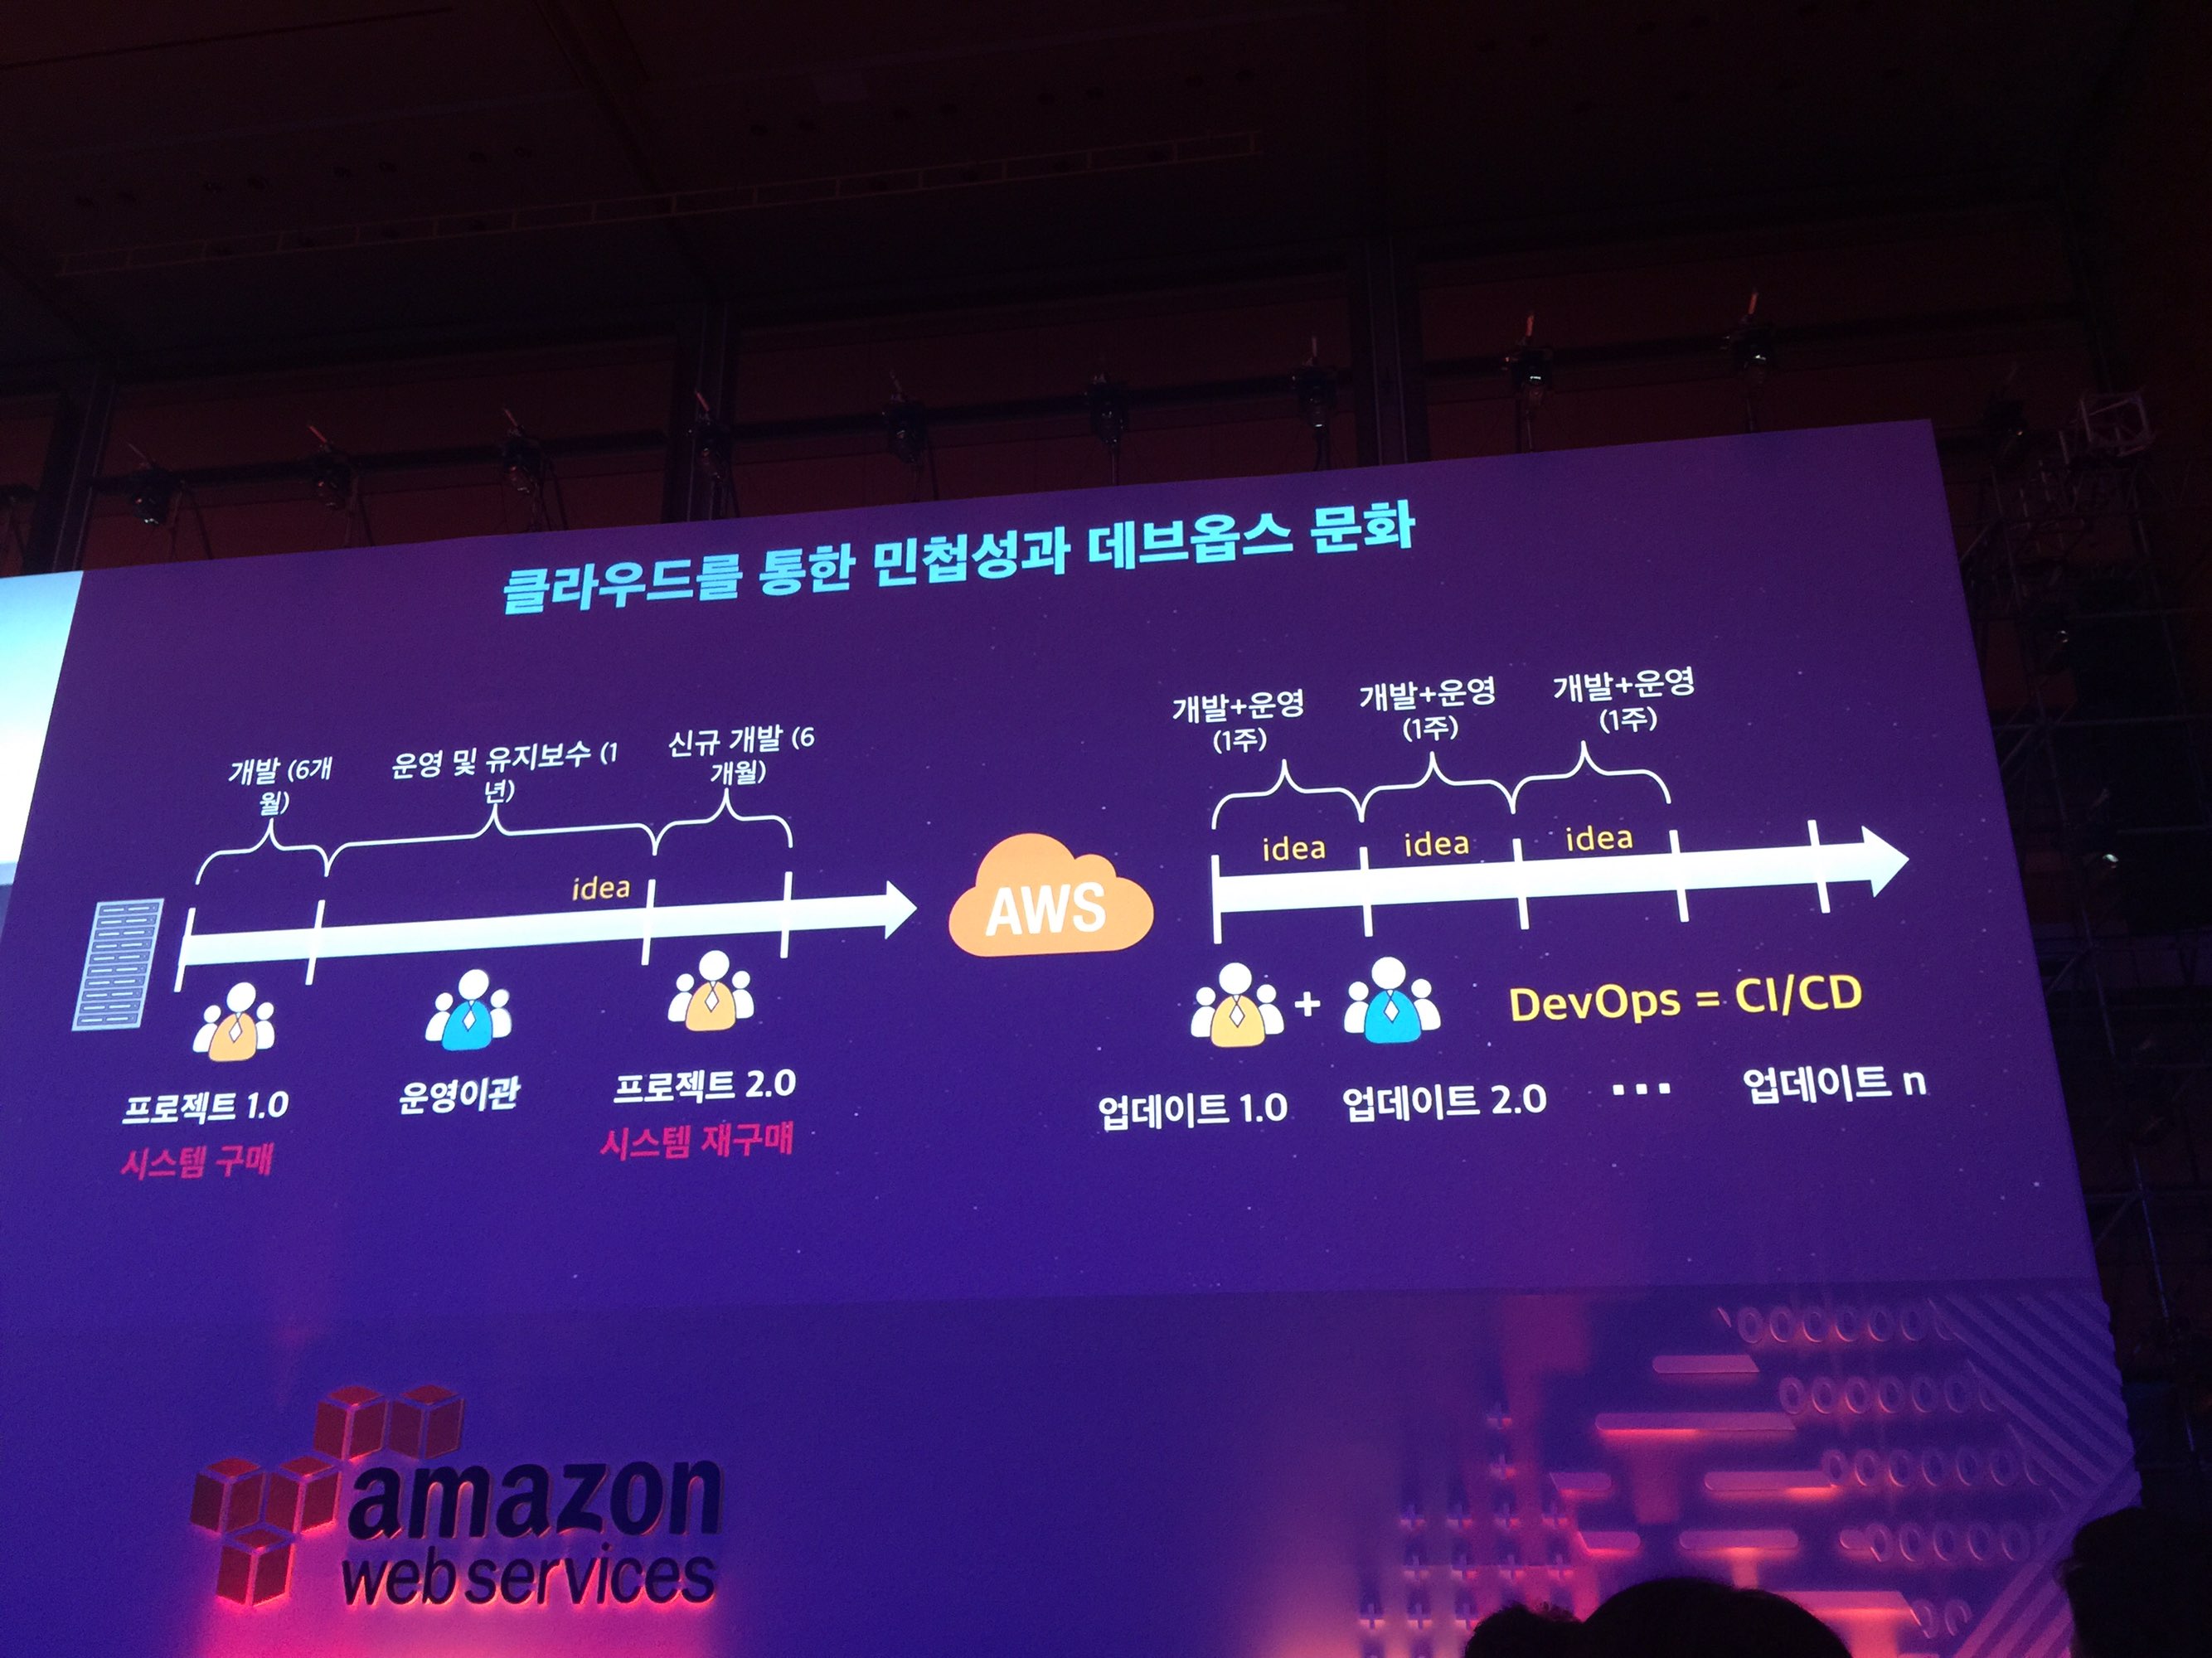 클라우드를 통한 민첩성과 데브옵스 문화
개발 (6개
월)
운영 및 유지보수 (1
년)
신규 개발 (6
개월)
idea
프로젝트 1.0
시스템 구매
운영이관
프로젝트 2.0
시스템 재구매
AWS
개발+운영
(1주)
개발+운영
(1주)
개발+운영
(1주)
idea
idea
idea
+
DevOps = CI/CD
업데이트 1.0
업데이트 2.0
...
업데이트 n
amazon
web services